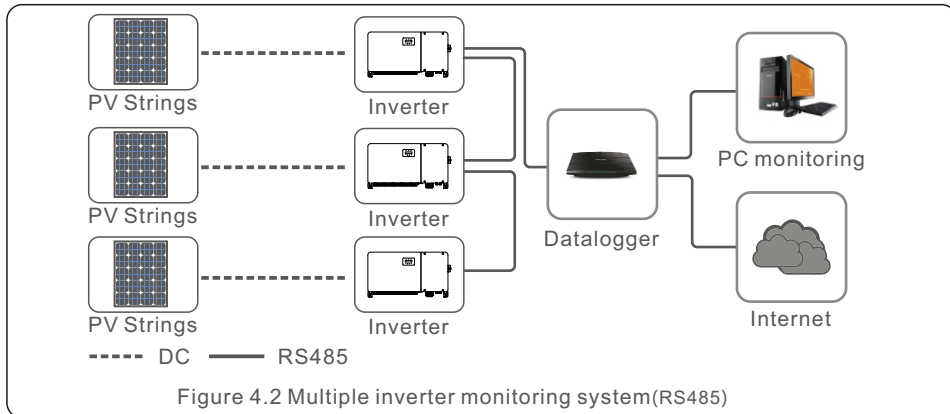 PV Strings
Inverter
PV Strings
Inverter
PV Strings
Inverter
Datalogger
PC monitoring
Internet
DC
RS485
Figure 4.2 Multiple inverter monitoring system(RS485)